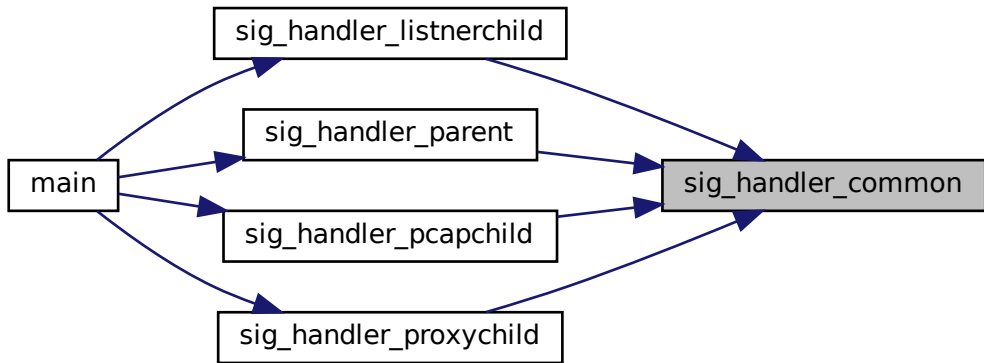 sig_handler_listnerchild
sig_handler_parent
main
sig_handler_common
sig_handler_pcapchild
sig_handler_proxychild